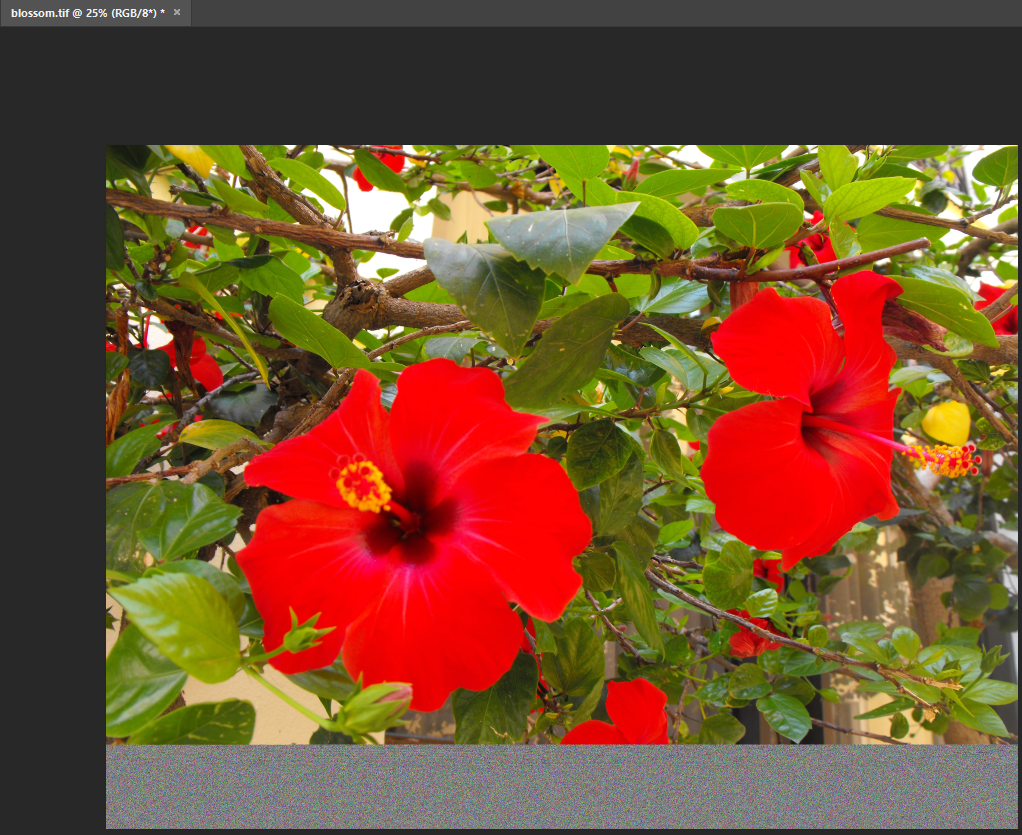 blossom.tif @ 25% (RGB/8*) * ×